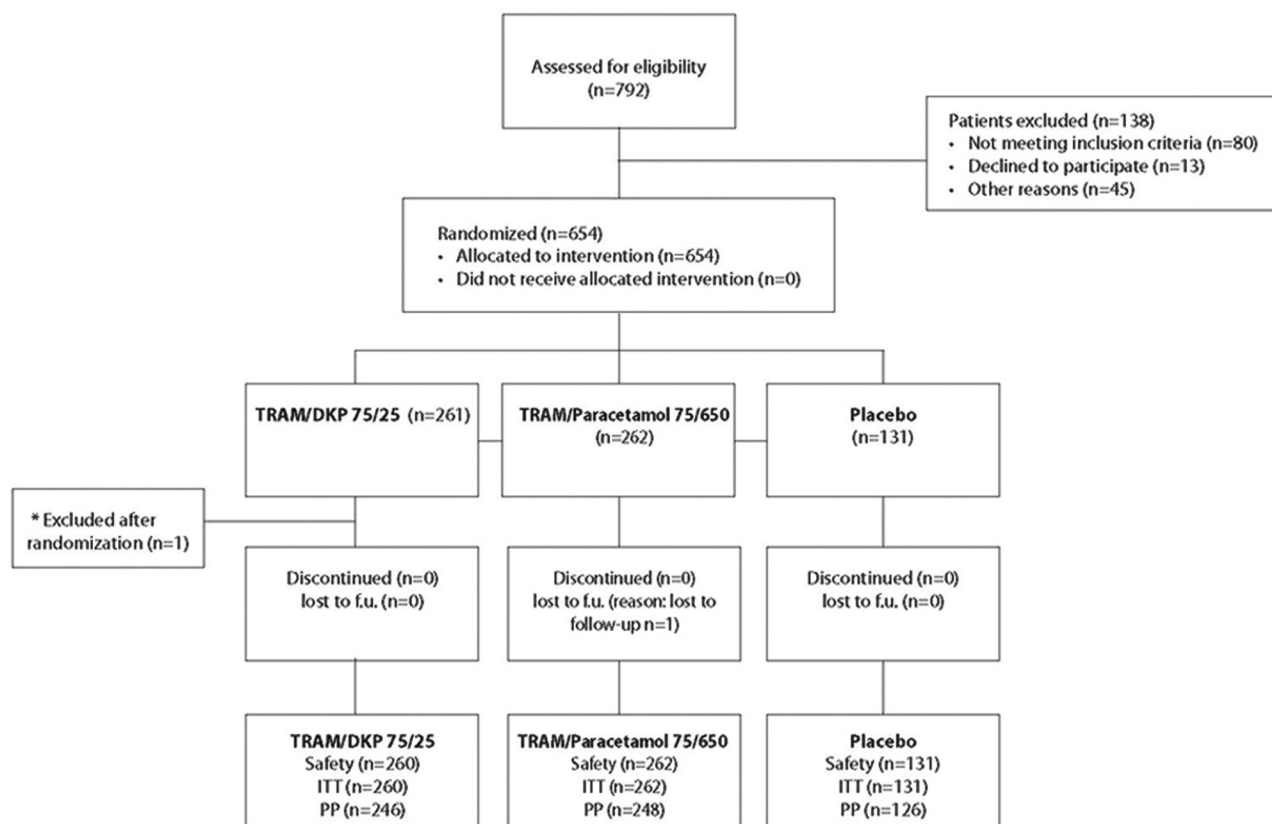 Assessed for eligibility
(n=792)
Patients excluded (n=138)
• Not meeting inclusion criteria (n=80)
• Declined to participate (n=13)
• Other reasons (n=45)
Randomized (n=654)
• Allocated to intervention (n=654)
• Did not receive allocated intervention (n=0)
TRAM/DKP 75/25 (n=261)
TRAM/Paracetamol 75/650
(n=262)
Placebo
(n=131)
* Excluded after
randomization (n=1)
Discontinued (n=0)
lost to f.u. (n=0)
Discontinued (n=0)
lost to f.u. (reason: lost to
follow-up n=1)
Discontinued (n=0)
lost to f.u. (n=0)
TRAM/DKP 75/25
Safety (n=260)
ITT (n=260)
PP (n=246)
TRAM/Paracetamol 75/650
Safety (n=262)
ITT (n=262)
PP (n=248)
Placebo
Safety (n=131)
ITT (n=131)
PP (n=126)